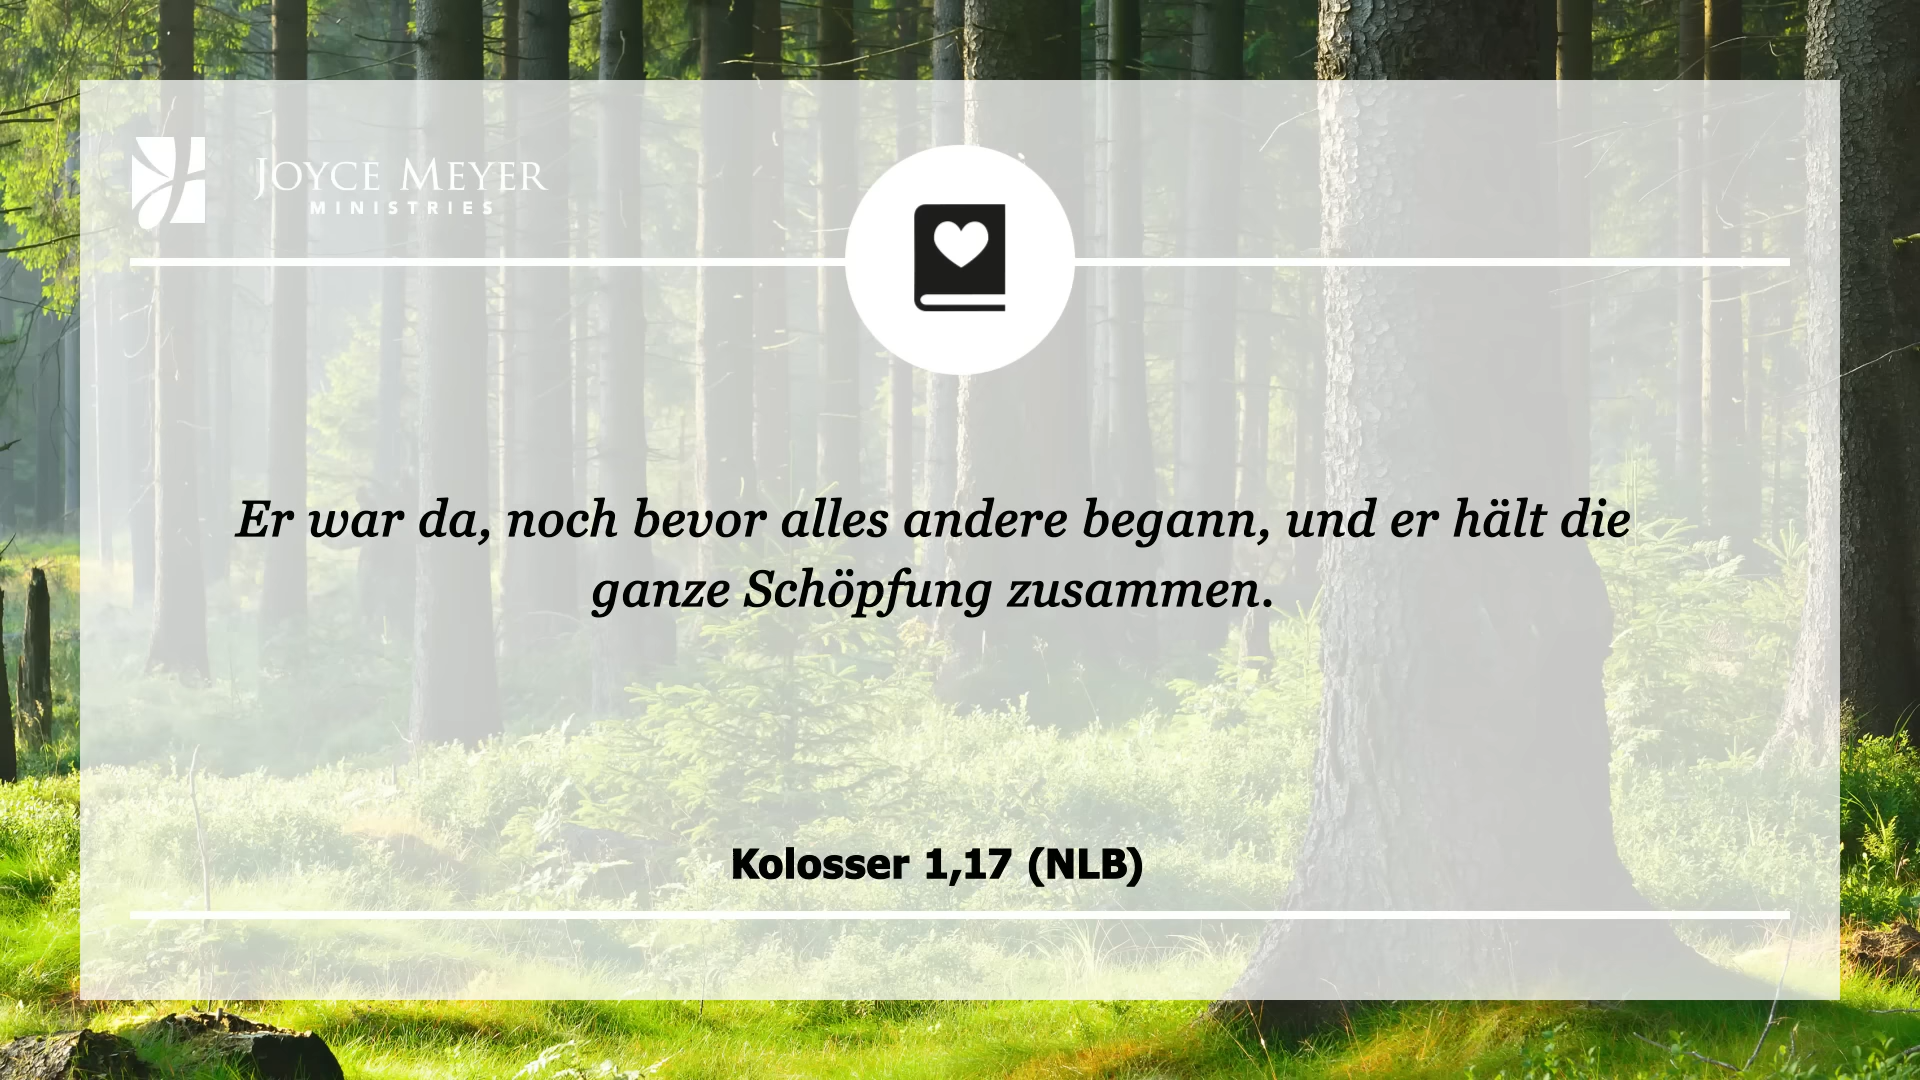 JOYCE MEYER
MINISTRIES
Er war da, noch bevor alles andere begann, und er hält die
ganze Schöpfung zusammen.
Kolosser 1,17 (NLB)